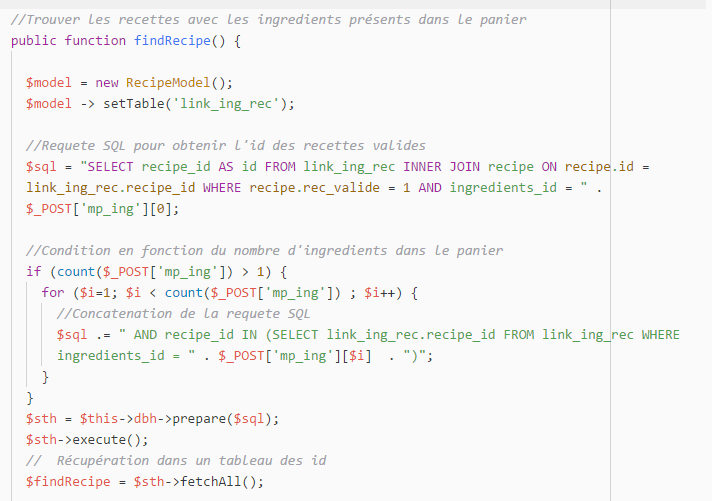 //Trouver les recettes avec les ingredients présents dans le panier
public function findRecipe() {
$model = new RecipeModel();
$model -> setTable('link_ing_rec');
//Requete SQL pour obtenir l'id des recettes valides
$sql = "SELECT recipe_id AS id FROM link_ing_rec INNER JOIN recipe ON recipe.id =
link_ing_rec.recipe_id WHERE recipe.rec_valide = 1 AND ingredients_id = " .
$_POST['mp_ing'][0];
//Condition en fonction du nombre d'ingredients dans le panier
if (count($_POST['mp_ing']) > 1) {
for ($i=1; $i < count($_POST['mp_ing']) ; $i++) {
//Concatenation de la requete SQL
$sql .= " AND recipe_id IN (SELECT link_ing_rec.recipe_id FROM link_ing_rec WHERE
ingredients_id = " . $_POST['mp_ing'][$i]  . ")";
}
}
$sth = $this->dbh->prepare($sql);
$sth->execute();
//  Récupération dans un tableau des id
$findRecipe = $sth->fetchAll();